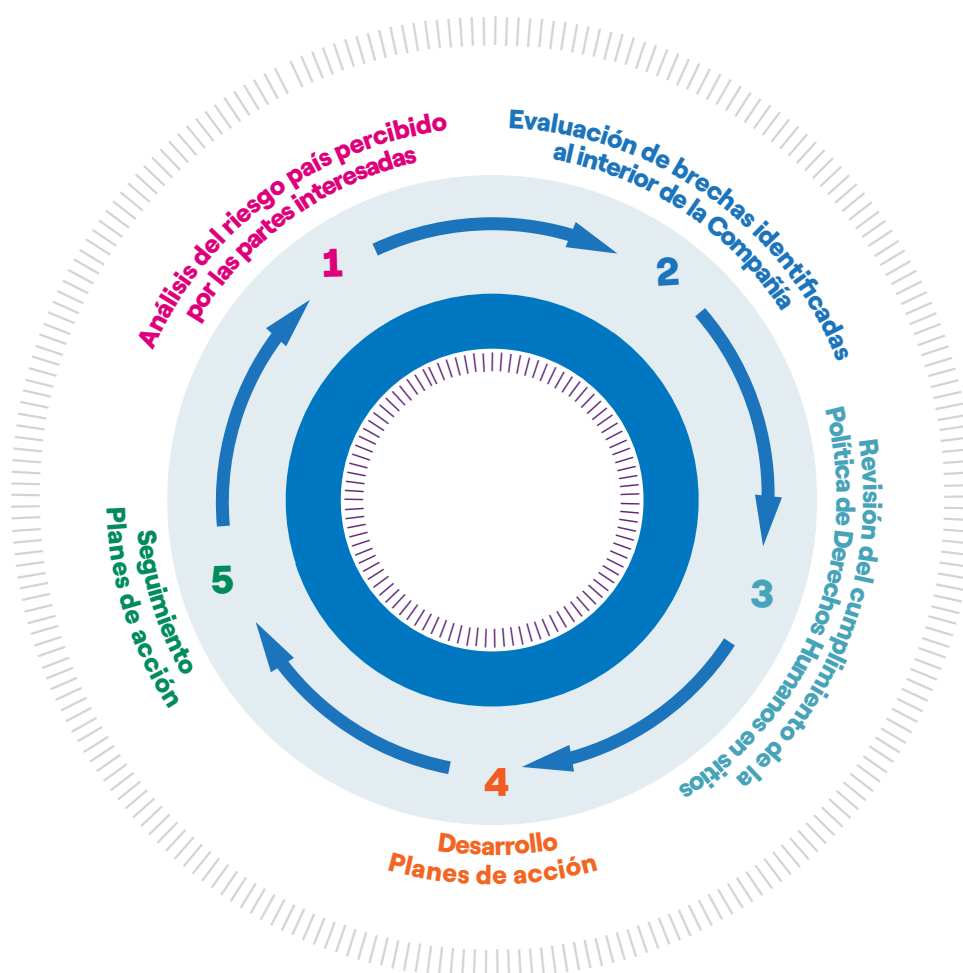 1
Análisis del riesgo país percibido
por las partes interesadas
2
Evaluación de brechas identificadas
al interior de la Compañía
3
Revisión del cumplimiento de la
Política de Derechos Humanos en sitios
4
Desarrollo
Planes de acción
5
Seguimiento
Planes de acción